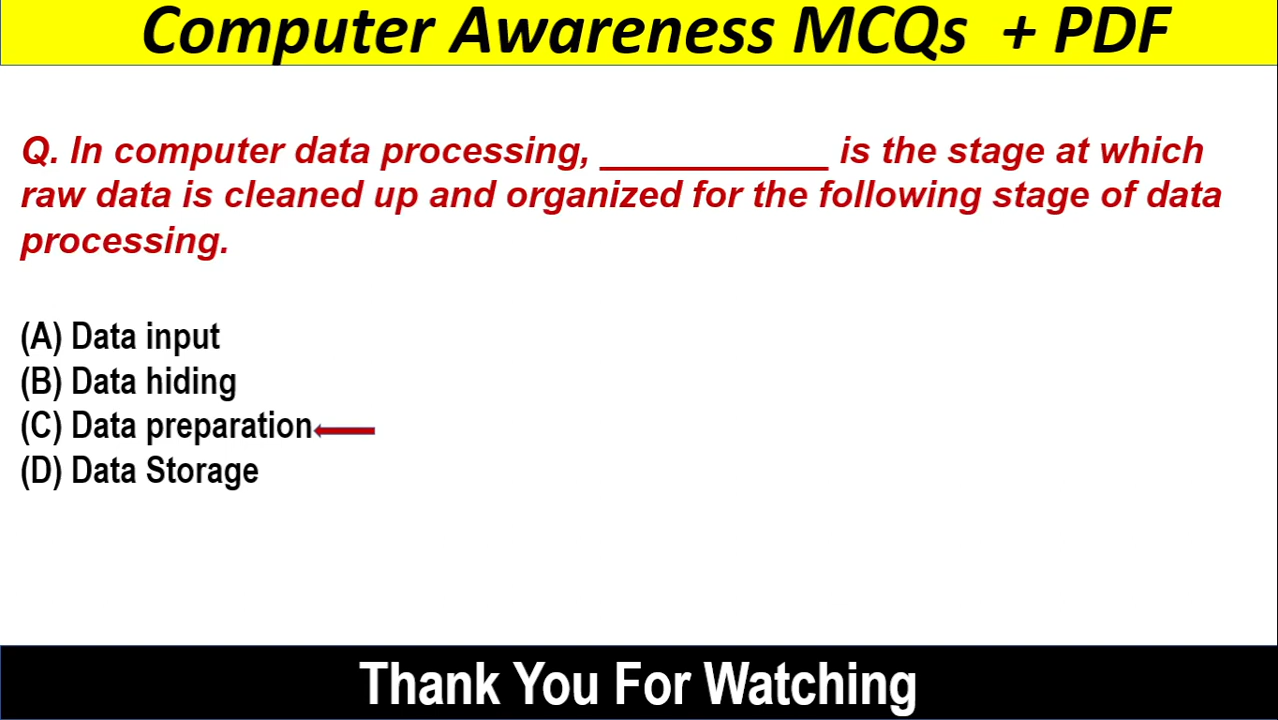 Computer Awareness MCQs + PDF
Q. In computer data processing, ___________ is the stage at which
raw data is cleaned up and organized for the following stage of data
processing.
(A) Data input
(B) Data hiding
(C) Data preparation
(D) Data Storage
Thank You For Watching